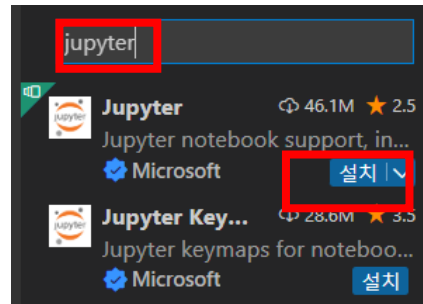 jupyter
Jupyter 46.1M ★ 2.5
Jupyter notebook support, in...
Microsoft 설치
Jupyter Key... 28.6M ★ 3.5
Jupyter keymaps for noteboo...
Microsoft 설치